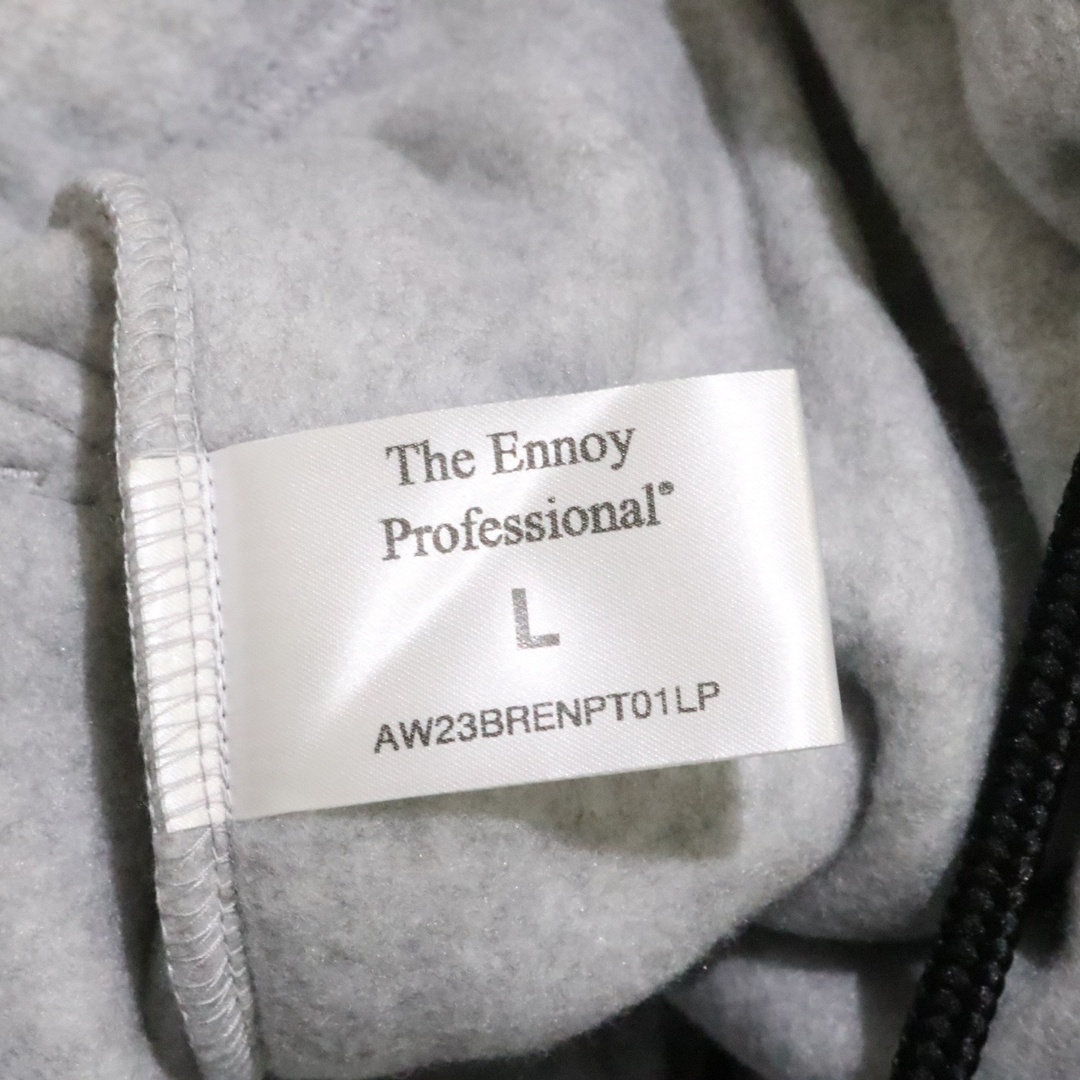 The Ennoy
Professional®
L
AW23BRENPT01LP